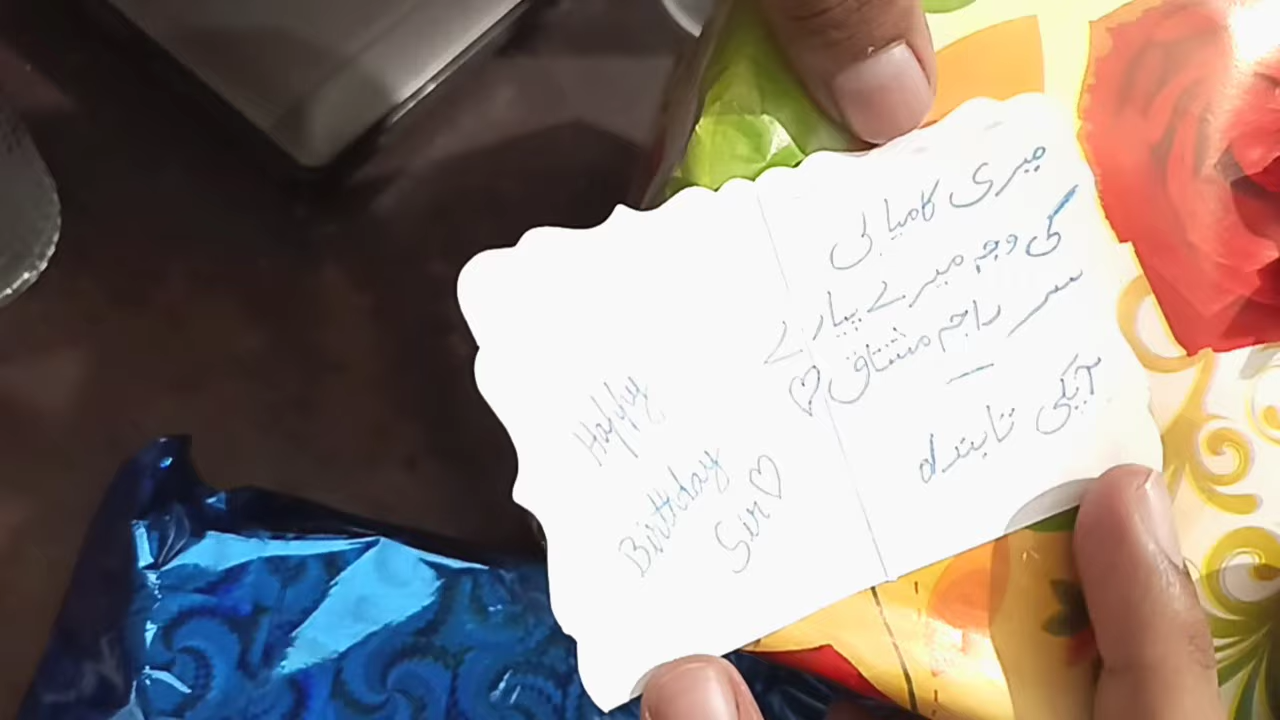 میری کامیابی
کی وجہ میرے پیارے
سر راجہ مشتاق ♡
آپکی تابندہ
Happy
Birthday
Sir ♡